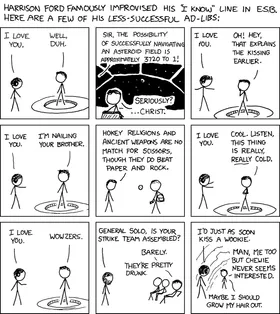 HARRISON FORD FAMOUSLY IMPROVISED HIS "I KNOW" LINE IN ESB.
HERE ARE A FEW OF HIS LESS-SUCCESSFUL AD-LIBS:
I LOVE
YOU.
WELL,
DUH.
SIR, THE POSSIBILITY
OF SUCCESSFULLY NAVIGATING
AN ASTEROID FIELD IS
APPROXIMATELY 3720 TO 1!
SERIOUSLY?
...CHRIST.
I LOVE
YOU.
OH! HEY,
THAT EXPLAINS
THE KISSING
EARLIER.
I LOVE
YOU.
I'M NAILING
YOUR BROTHER.
HOKEY RELIGIONS AND
ANCIENT WEAPONS ARE NO
MATCH FOR SCISSORS,
THOUGH THEY DO BEAT
PAPER AND ROCK.
I LOVE
YOU.
COOL. LISTEN,
THIS THING
IS REALLY,
REALLY COLD.
I LOVE
YOU.
WOWZERS.
GENERAL SOLO, IS YOUR
STRIKE TEAM ASSEMBLED?
BARELY.
THEY'RE PRETTY
DRUNK.
I'D JUST AS SOON
KISS A WOOKIE.
MAN, ME TOO
BUT CHEWIE
NEVER SEEMS
INTERESTED.
MAYBE I SHOULD
GROW MY HAIR OUT.